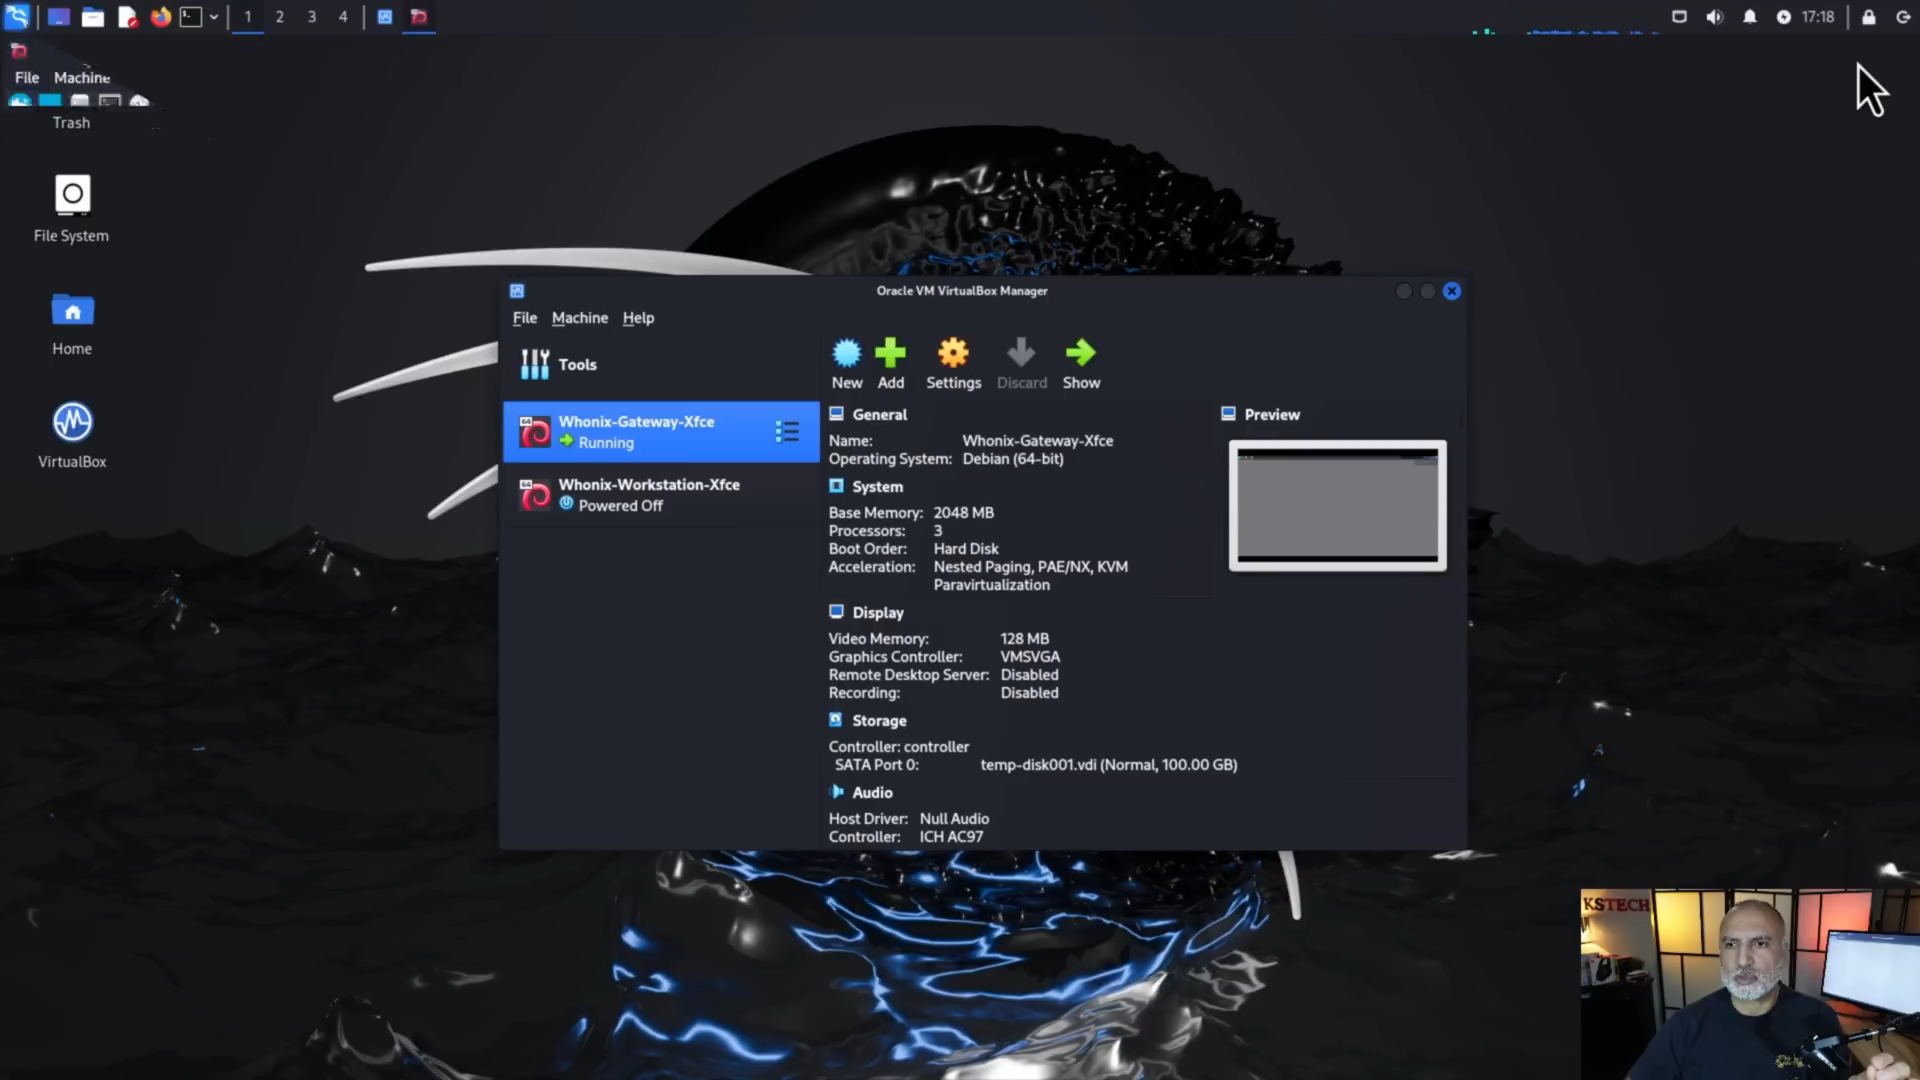 1 2 3 4
17:18
File Machine
Trash
File System
Home
VirtualBox
Oracle VM VirtualBox Manager
File Machine Help
Tools
New Add Settings Discard Show
64 Whonix-Gateway-Xfce
Running
64 Whonix-Workstation-Xfce
Powered Off
General
Name: Whonix-Gateway-Xfce
Operating System: Debian (64-bit)
System
Base Memory: 2048 MB
Processors: 3
Boot Order: Hard Disk
Acceleration: Nested Paging, PAE/NX, KVM
Paravirtualization
Display
Video Memory: 128 MB
Graphics Controller: VMSVGA
Remote Desktop Server: Disabled
Recording: Disabled
Storage
Controller: controller
SATA Port 0: temp-disk001.vdi (Normal, 100.00 GB)
Audio
Host Driver: Null Audio
Controller: ICH AC97
Preview
KSTECH